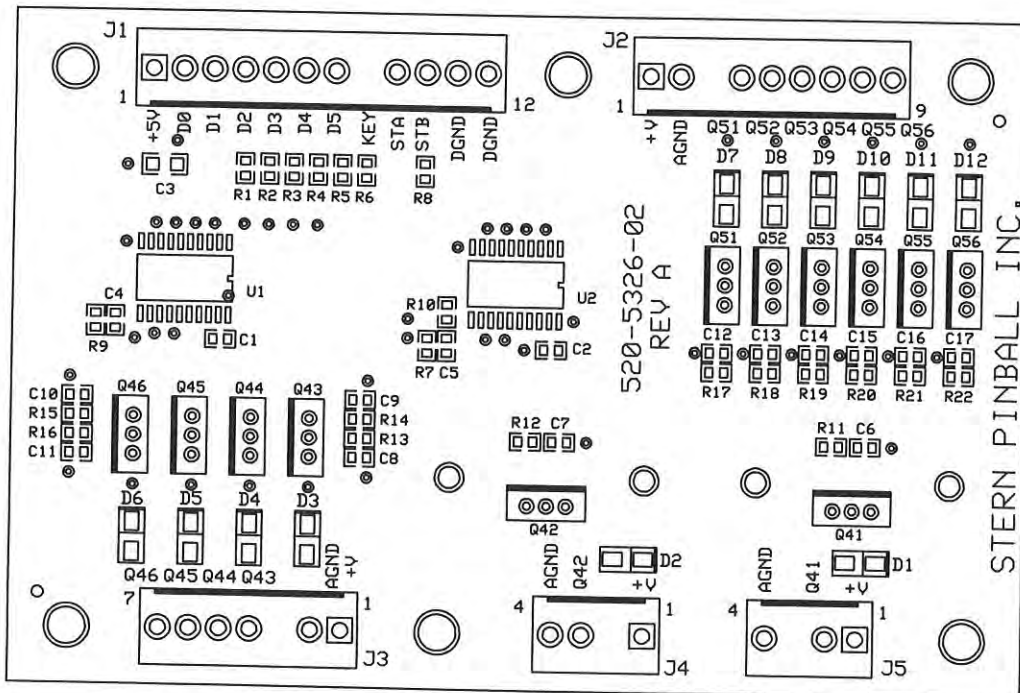 J1
J2
1
12
1
9
+5V
D0
D1
D2
D3
D4
D5
KEY
STA
STB
DGND
DGND
+V
AGND
Q51 Q52 Q53 Q54 Q55 Q56
D7 D8 D9 D10 D11 D12
C3
R1 R2 R3 R4 R5 R6
R8
Q51 Q52 Q53 Q54 Q55 Q56
U1
U2
520-5326-02
REV A
STERN PINBALL INC.
C4
R9
C1
R10
R7 C5
C2
C12 C13 C14 C15 C16 C17
R17 R18 R19 R20 R21 R22
C10
R15
R16
C11
Q46 Q45 Q44 Q43
C9
R14
R13
C8
R12 C7
R11 C6
Q42
Q41
D6 D5 D4 D3
Q46 Q45 Q44 Q43
AGND
+V
AGND
Q42
+V
D2
AGND
Q41
+V
D1
7
1
4
1
4
1
J3
J4
J5